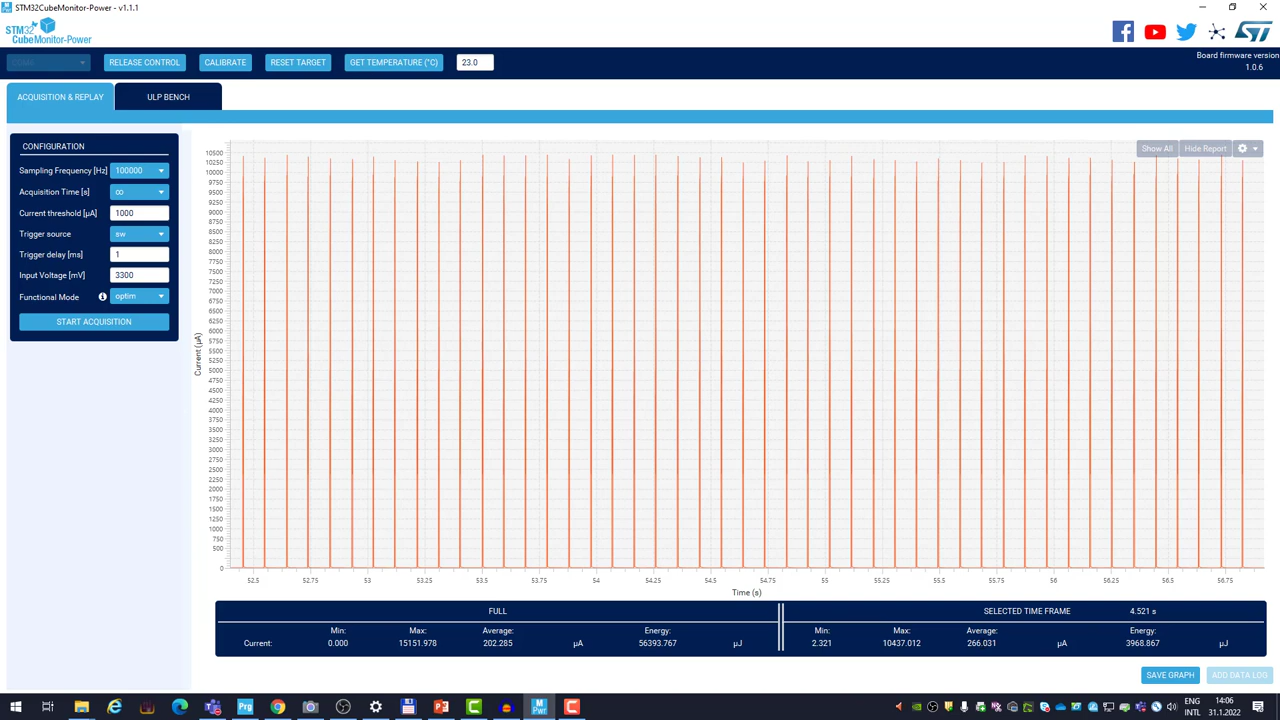 STM32CubeMonitor-Power - v1.1.1
STM32
CubeMonitor-Power
RELEASE CONTROL
CALIBRATE
RESET TARGET
GET TEMPERATURE (°C)
23.0
Board firmware version
1.0.6
ACQUISITION & REPLAY
ULP BENCH
CONFIGURATION
Sampling Frequency [Hz] 100000
Acquisition Time [s] ∞
Current threshold [µA] 1000
Trigger source sw
Trigger delay [ms] 1
Input Voltage [mV] 3300
Functional Mode optim
START ACQUISITION
Show All Hide Report
Current (µA)
10500
10250
10000
9750
9500
9250
9000
8750
8500
8250
8000
7750
7500
7250
7000
6750
6500
6250
6000
5750
5500
5250
5000
4750
4500
4250
4000
3750
3500
3250
3000
2750
2500
2250
2000
1750
1500
1250
1000
750
500
0
52.5 52.75 53 53.25 53.5 53.75 54 54.25 54.5 54.75 55 55.25 55.5 55.75 56 56.25 56.5 56.75
Time (s)
FULL
Min: Max: Average: Energy:
Current: 0.000 15151.978 202.285 µA 56393.767 µJ
SELECTED TIME FRAME 4.521 s
Min: Max: Average: Energy:
2.321 10437.012 266.031 µA 3968.867 µJ
SAVE GRAPH
ADD DATA LOG
ENG
INTL
14:06
31.1.2022